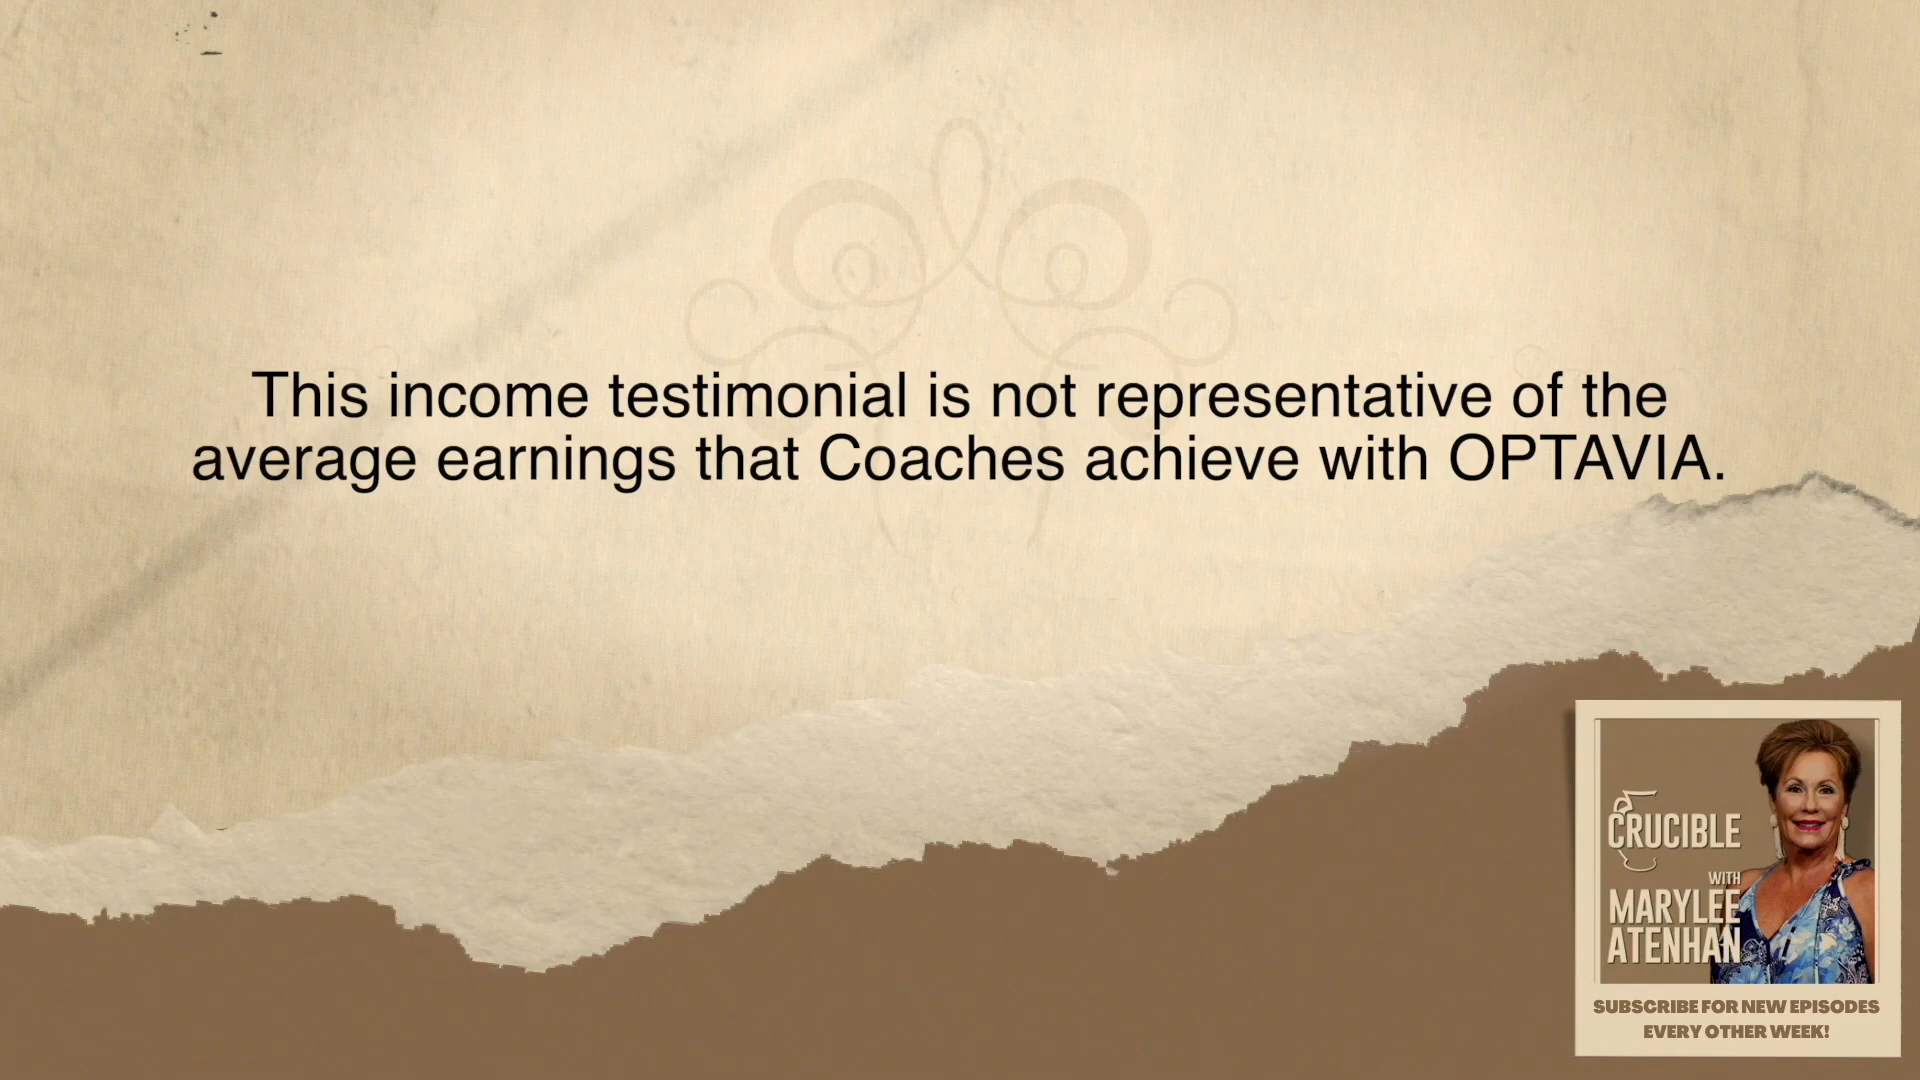 This income testimonial is not representative of the
average earnings that Coaches achieve with OPTAVIA.
CRUCIBLE
WITH
MARYLEE
ATENHAN
SUBSCRIBE FOR NEW EPISODES
EVERY OTHER WEEK!